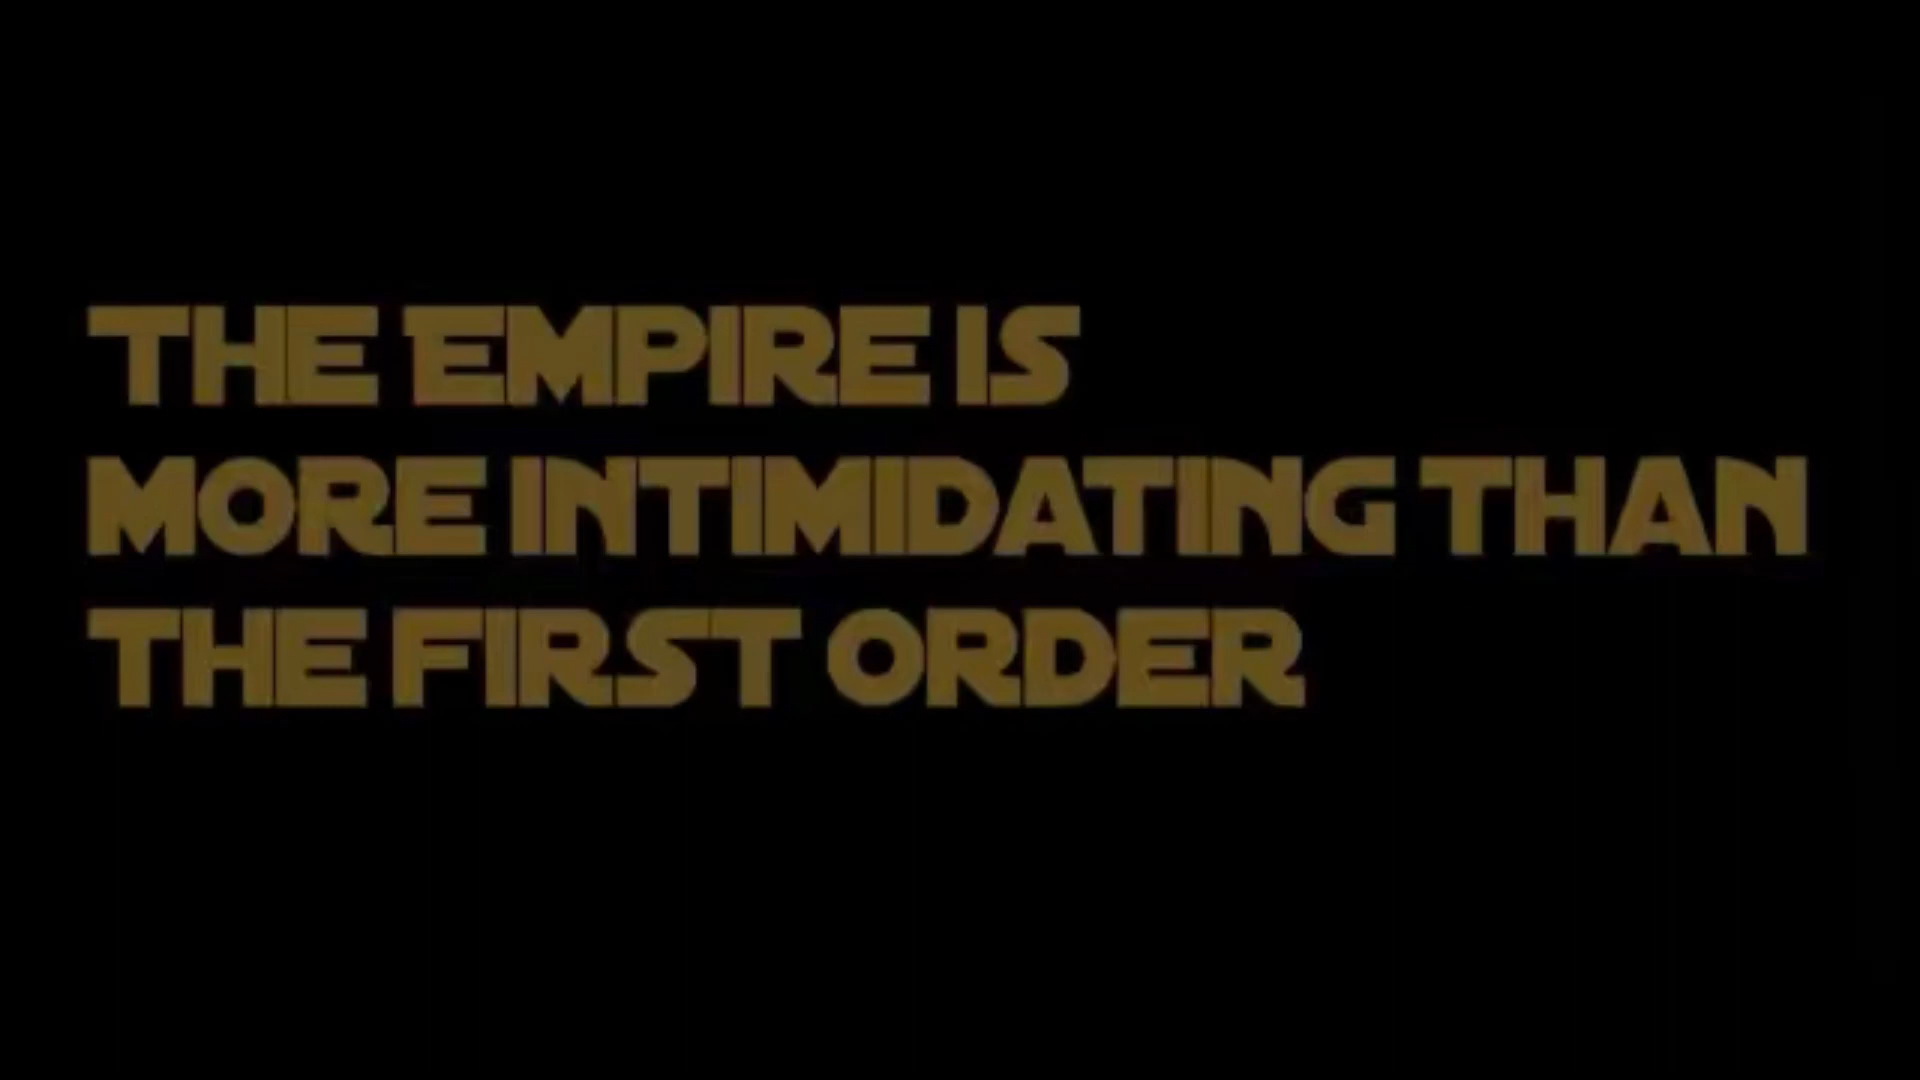 THE EMPIRE IS
MORE INTIMIDATING THAN
THE FIRST ORDER